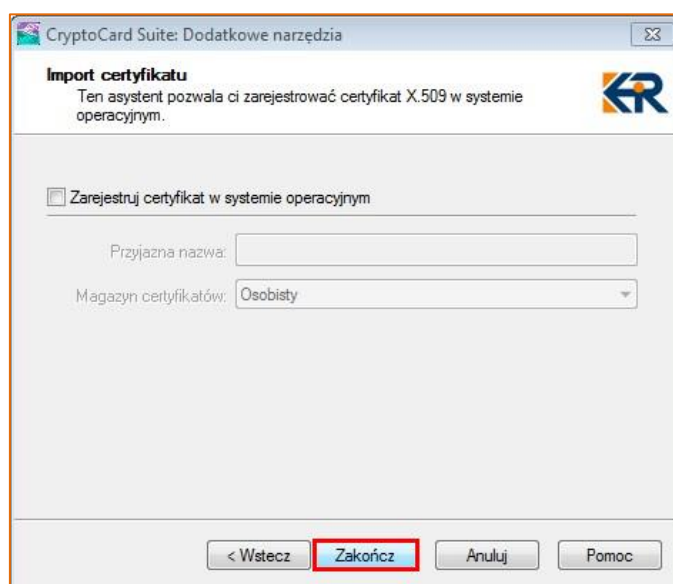 CryptoCard Suite: Dodatkowe narzędzia
Import certyfikatu
Ten asystent pozwala ci zarejestrować certyfikat X.509 w systemie
operacyjnym.
KIR
Zarejestruj certyfikat w systemie operacyjnym
Przyjazna nazwa:
Magazyn certyfikatów: Osobisty
< Wstecz Zakończ Anuluj Pomoc